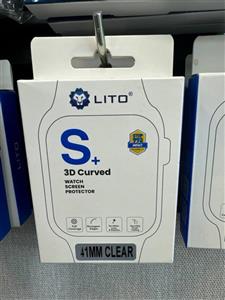 LITO®
S+
3D Curved
WATCH
SCREEN
PROTECTOR
41MM CLEAR